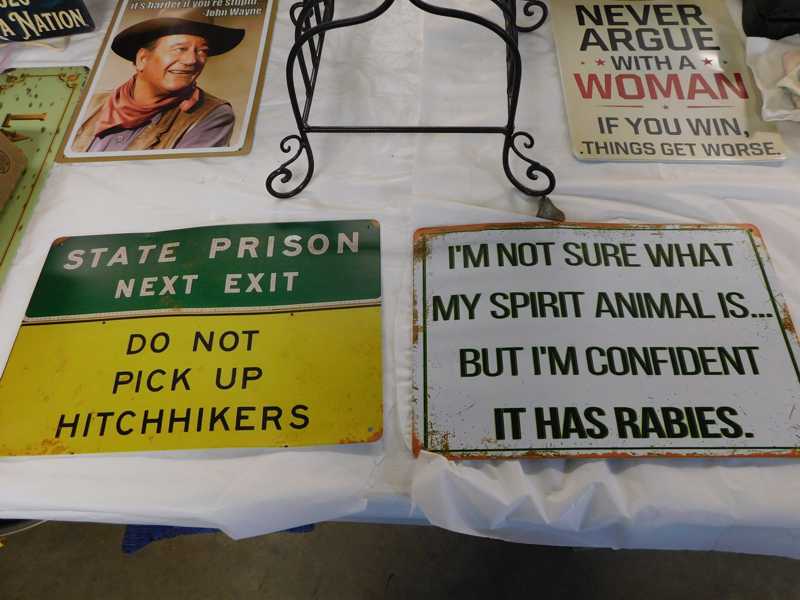 A NATION
it's harder if you're stupid."
-John Wayne
NEVER
ARGUE
WITH A
WOMAN
IF YOU WIN,
THINGS GET WORSE.
STATE PRISON
NEXT EXIT
DO NOT
PICK UP
HITCHHIKERS
I'M NOT SURE WHAT
MY SPIRIT ANIMAL IS...
BUT I'M CONFIDENT
IT HAS RABIES.